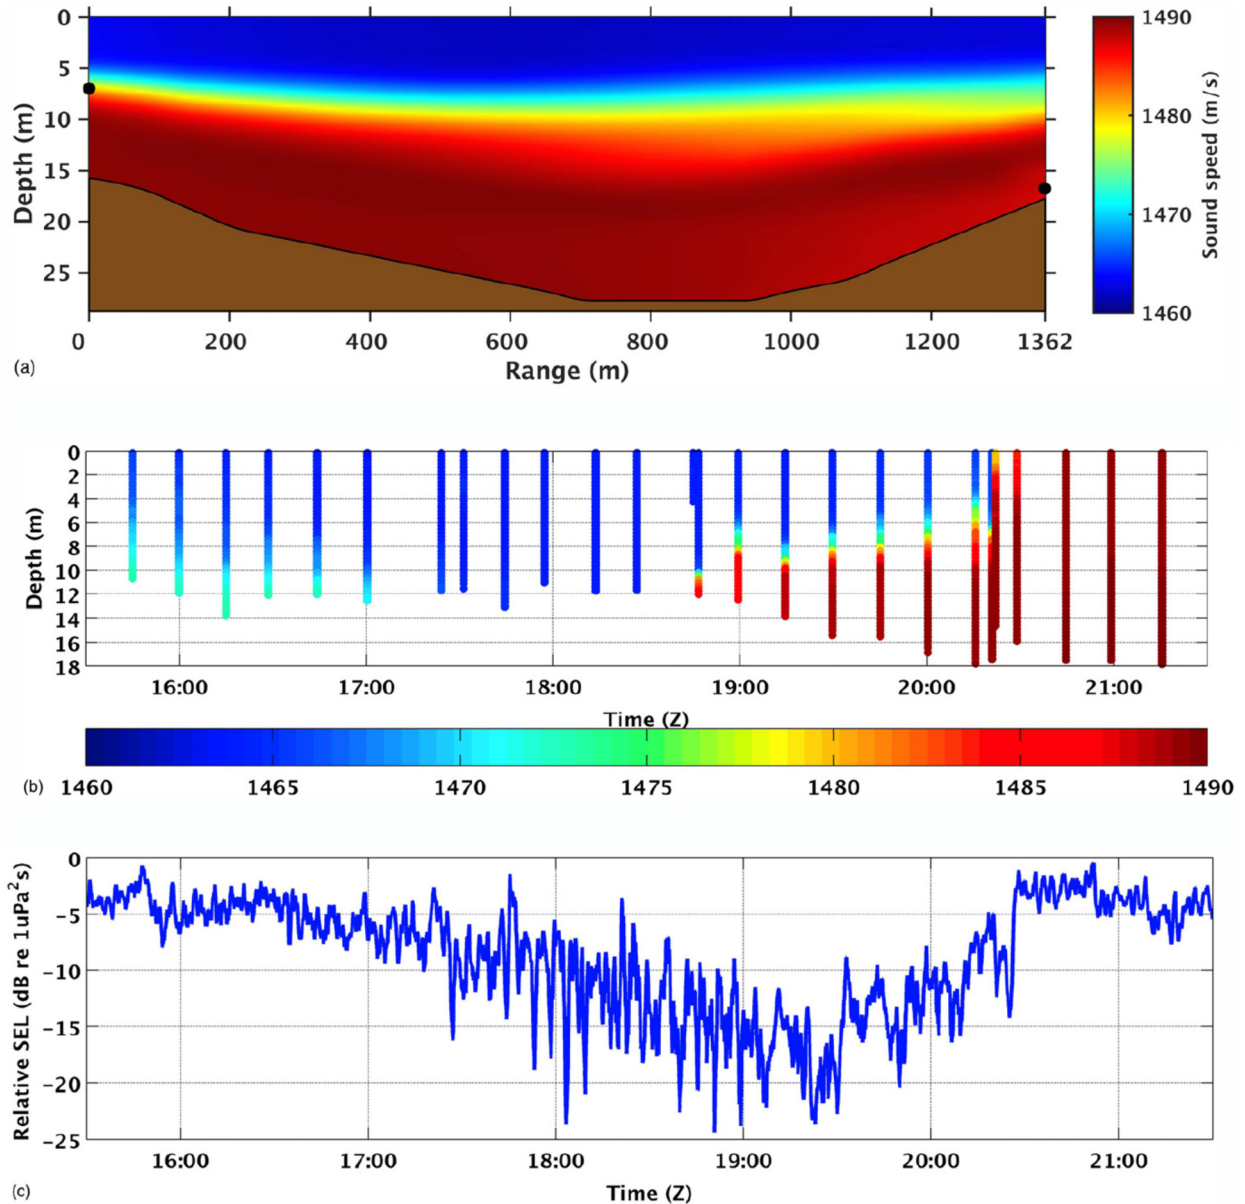 0
5
10
15
20
25
Depth (m)
0 200 400 600 800 1000 1200 1362
Range (m)
(a)
1490
1480
1470
1460
Sound speed (m/s)
0
2
4
6
8
10
12
14
16
18
Depth (m)
16:00 17:00 18:00 19:00 20:00 21:00
Time (Z)
(b) 1460 1465 1470 1475 1480 1485 1490
0
-5
-10
-15
-20
-25
Relative SEL (dB re 1uPa²s)
16:00 17:00 18:00 19:00 20:00 21:00
(c) Time (Z)